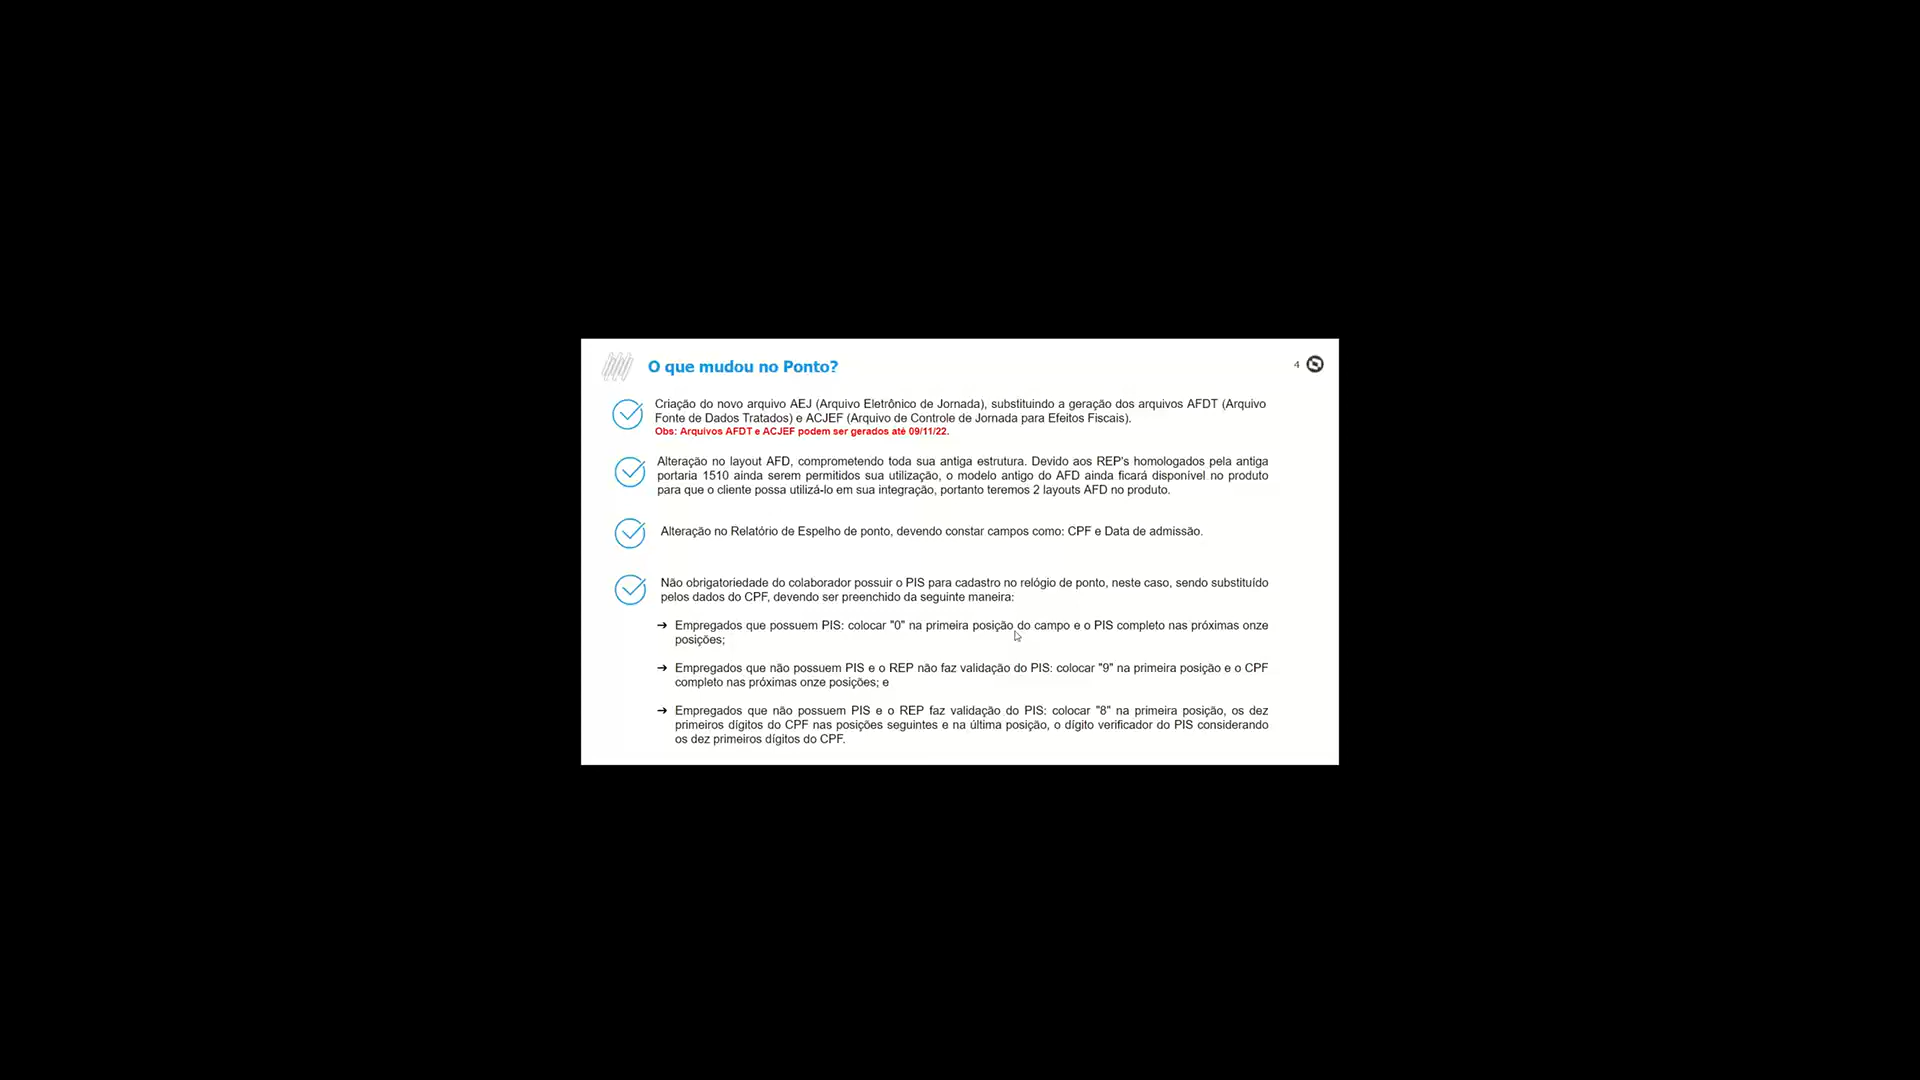 O que mudou no Ponto?
4
Criação do novo arquivo AEJ (Arquivo Eletrônico de Jornada), substituindo a geração dos arquivos AFDT (Arquivo
Fonte de Dados Tratados) e ACJEF (Arquivo de Controle de Jornada para Efeitos Fiscais).
Obs: Arquivos AFDT e ACJEF podem ser gerados até 09/11/22.
Alteração no layout AFD, comprometendo toda sua antiga estrutura. Devido aos REP's homologados pela antiga
portaria 1510 ainda serem permitidos sua utilização, o modelo antigo do AFD ainda ficará disponível no produto
para que o cliente possa utilizá-lo em sua integração, portanto teremos 2 layouts AFD no produto.
Alteração no Relatório de Espelho de ponto, devendo constar campos como: CPF e Data de admissão.
Não obrigatoriedade do colaborador possuir o PIS para cadastro no relógio de ponto, neste caso, sendo substituído
pelos dados do CPF, devendo ser preenchido da seguinte maneira:
➔ Empregados que possuem PIS: colocar "0" na primeira posição do campo e o PIS completo nas próximas onze
posições;
➔ Empregados que não possuem PIS e o REP não faz validação do PIS: colocar "9" na primeira posição e o CPF
completo nas próximas onze posições; e
➔ Empregados que não possuem PIS e o REP faz validação do PIS: colocar "8" na primeira posição, os dez
primeiros dígitos do CPF nas posições seguintes e na última posição, o dígito verificador do PIS considerando
os dez primeiros dígitos do CPF.